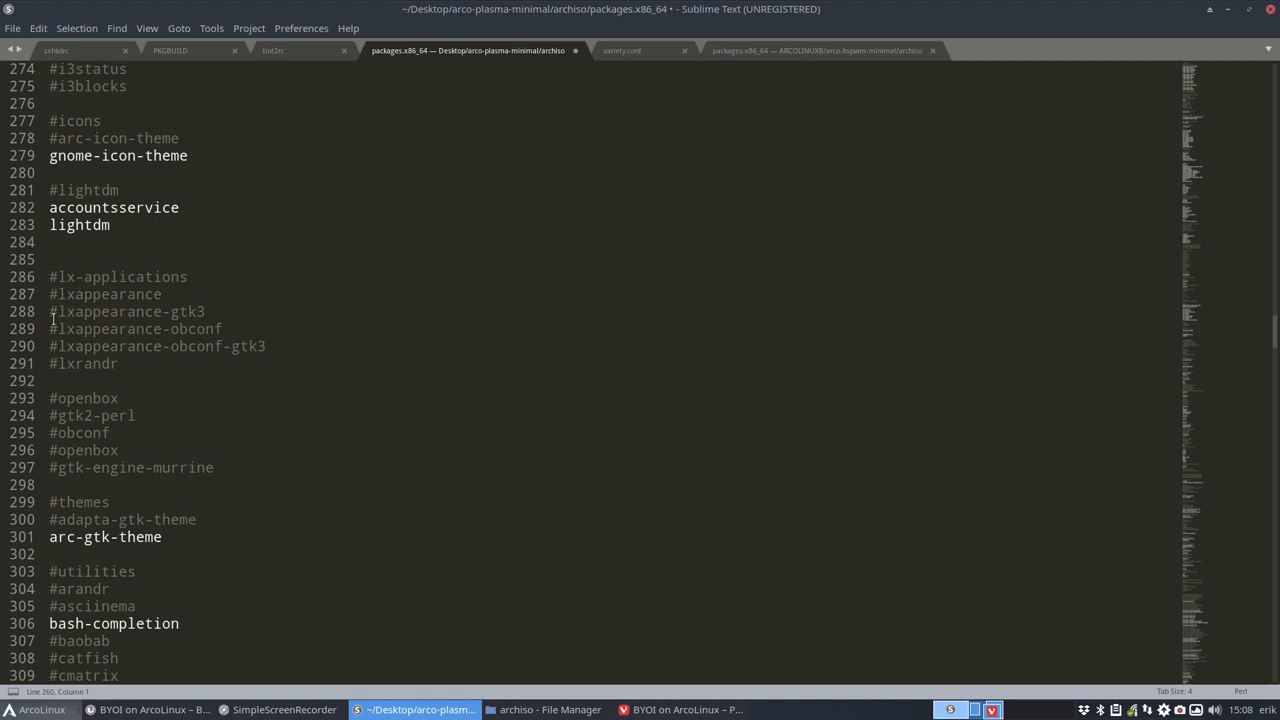 ~/Desktop/arco-plasma-minimal/archiso/packages.x86_64 • - Sublime Text (UNREGISTERED)
File Edit Selection Find View Goto Tools Project Preferences Help
sxhkdrc PKGBUILD tint2rc packages.x86_64 — Desktop/arco-plasma-minimal/archiso variety.conf packages.x86_64 — ARCOLINUXB/arco-bspwm-minimal/archiso
274 #i3status
275 #i3blocks
276
277 #icons
278 #arc-icon-theme
279 gnome-icon-theme
280
281 #lightdm
282 accountsservice
283 lightdm
284
285
286 #lx-applications
287 #lxappearance
288 #lxappearance-gtk3
289 #lxappearance-obconf
290 #lxappearance-obconf-gtk3
291 #lxrandr
292
293 #openbox
294 #gtk2-perl
295 #obconf
296 #openbox
297 #gtk-engine-murrine
298
299 #themes
300 #adapta-gtk-theme
301 arc-gtk-theme
302
303 #utilities
304 #arandr
305 #asciinema
306 bash-completion
307 #baobab
308 #catfish
309 #cmatrix
Line 260, Column 1 Tab Size: 4 Perl
ArcoLinux BYOI on ArcoLinux – B... SimpleScreenRecorder ~/Desktop/arco-plasm... archiso - File Manager BYOI on ArcoLinux – P... 15:08 erik